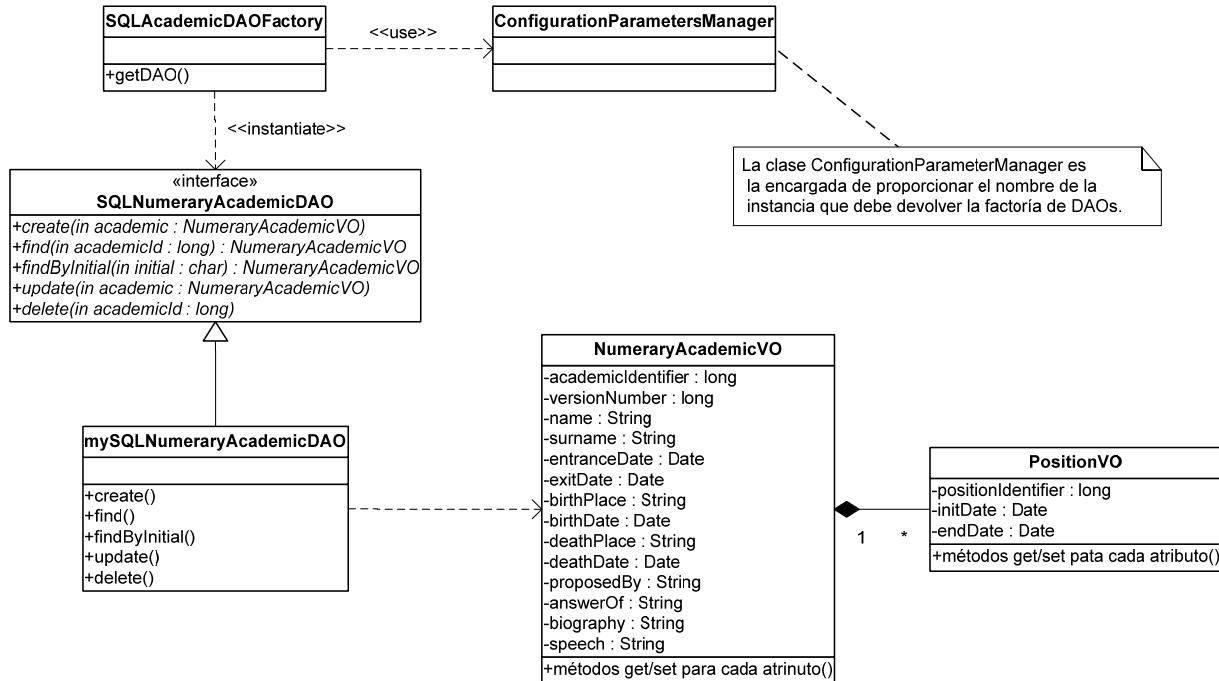 SQLAcademicDAOFactory
+getDAO()
<<use>>
ConfigurationParametersManager
<<instantiate>>
La clase ConfigurationParameterManager es
la encargada de proporcionar el nombre de la
instancia que debe devolver la factoría de DAOs.
«interface»
SQLNumeraryAcademicDAO
+create(in academic : NumeraryAcademicVO)
+find(in academicId : long) : NumeraryAcademicVO
+findByInitial(in initial : char) : NumeraryAcademicVO
+update(in academic : NumeraryAcademicVO)
+delete(in academicId : long)
mySQLNumeraryAcademicDAO
+create()
+find()
+findByInitial()
+update()
+delete()
NumeraryAcademicVO
-academicIdentifier : long
-versionNumber : long
-name : String
-surname : String
-entranceDate : Date
-exitDate : Date
-birthPlace : String
-birthDate : Date
-deathPlace : String
-deathDate : Date
-proposedBy : String
-answerOf : String
-biography : String
-speech : String
+métodos get/set para cada atrinuto()
1
*
PositionVO
-positionIdentifier : long
-initDate : Date
-endDate : Date
+métodos get/set pata cada atributo()